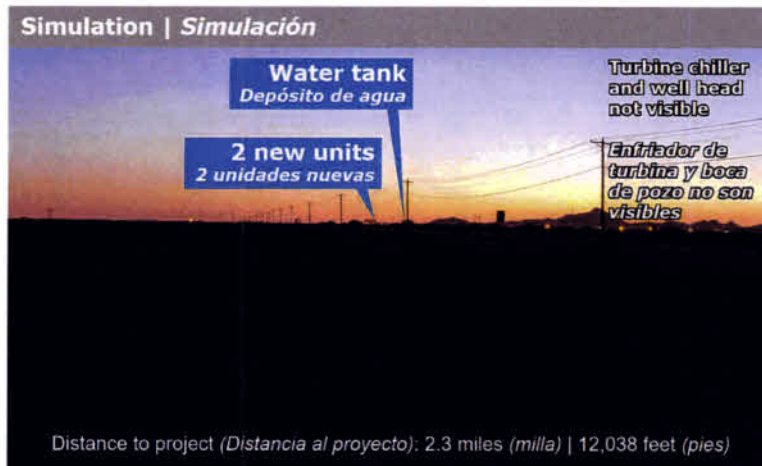 Simulation | Simulación
Water tank
Depósito de agua
Turbine chiller
and well head
not visible
2 new units
2 unidades nuevas
Enfriador de
turbina y boca
de pozo no son
visibles
Distance to project (Distancia al proyecto): 2.3 miles (milla) | 12,038 feet (pies)